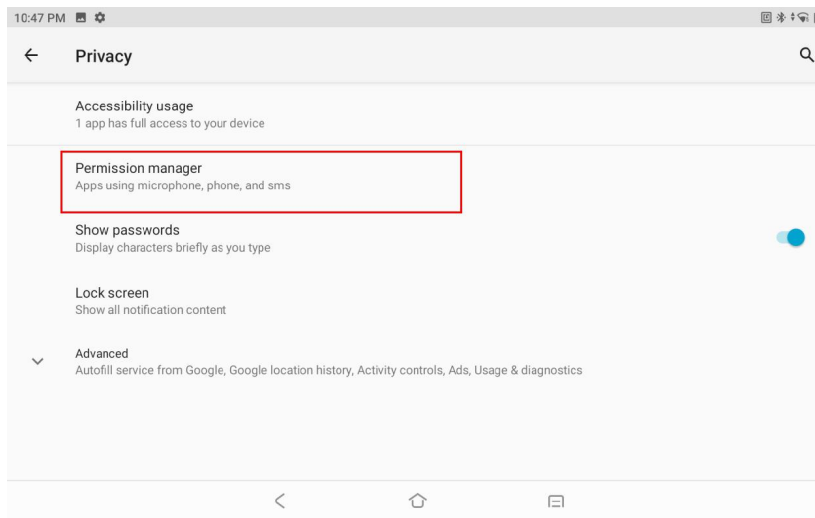 10:47 PM
Privacy
Accessibility usage
1 app has full access to your device
Permission manager
Apps using microphone, phone, and sms
Show passwords
Display characters briefly as you type
Lock screen
Show all notification content
Advanced
Autofill service from Google, Google location history, Activity controls, Ads, Usage & diagnostics